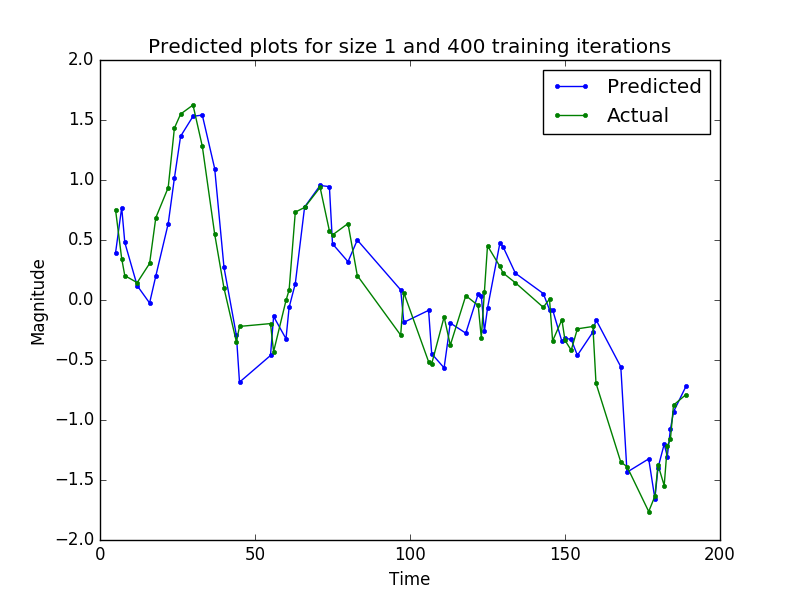 Predicted plots for size 1 and 400 training iterations
2.0
Predicted
Actual
1.5
1.0
0.5
0.0
Magnitude
−0.5
−1.0
−1.5
−2.0
0 50 100 150 200
Time